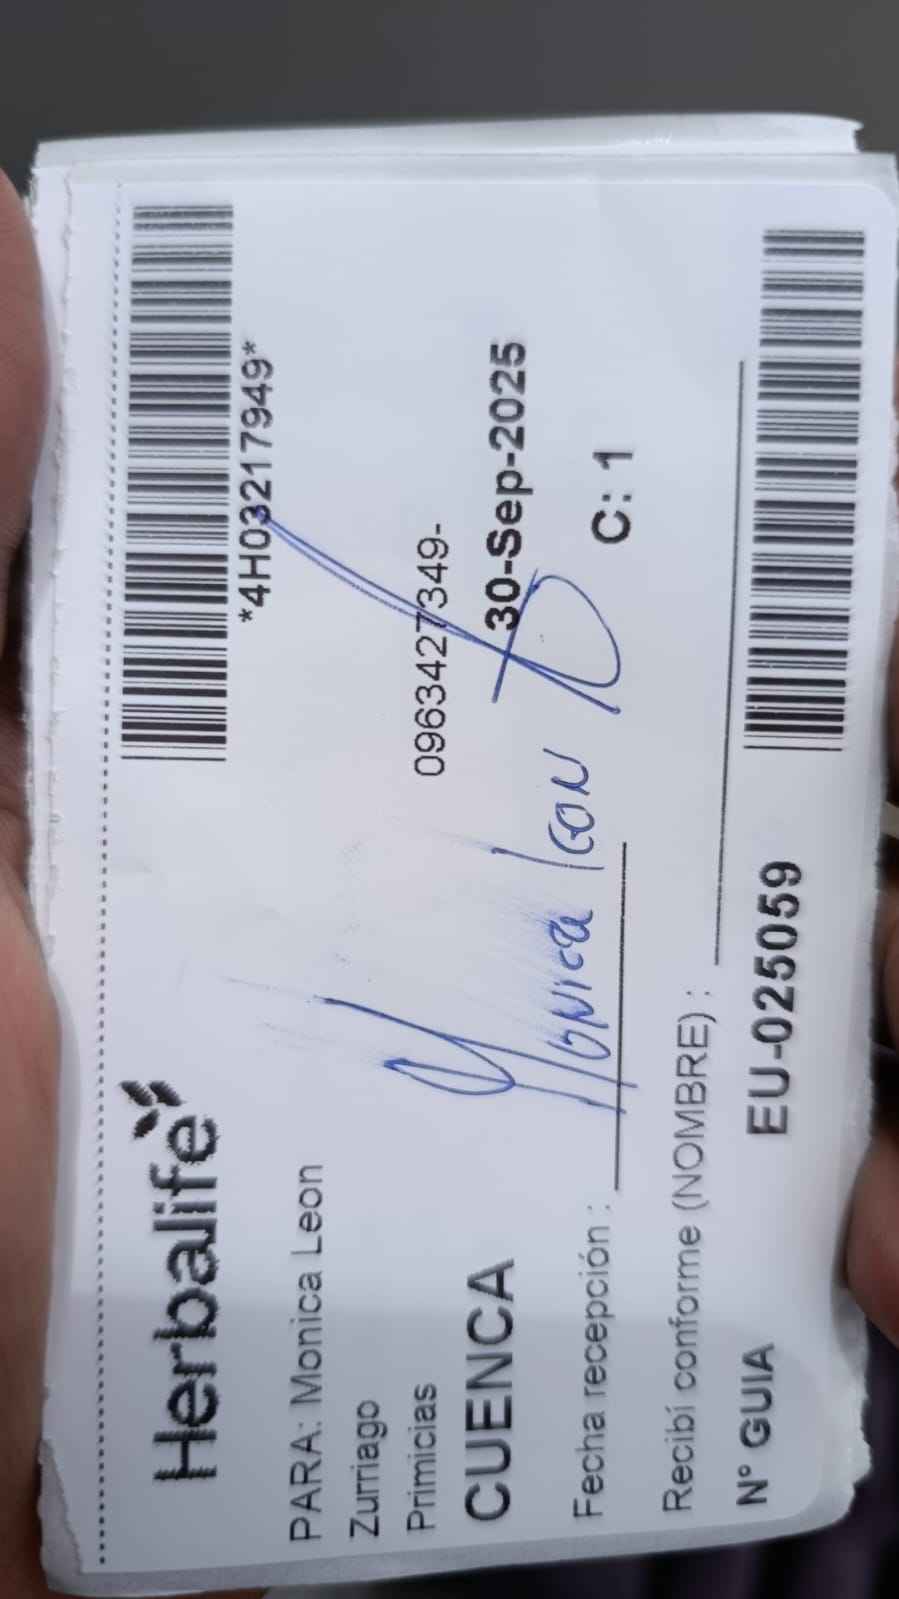 Herbalife
*4H03217949*
PARA: Monica Leon
Zurriago
Primicias
0963427349-
CUENCA
30-Sep-2025
Monica Leon
Fecha recepción :
C: 1
Recibí conforme (NOMBRE) :
N° GUIA
EU-025059